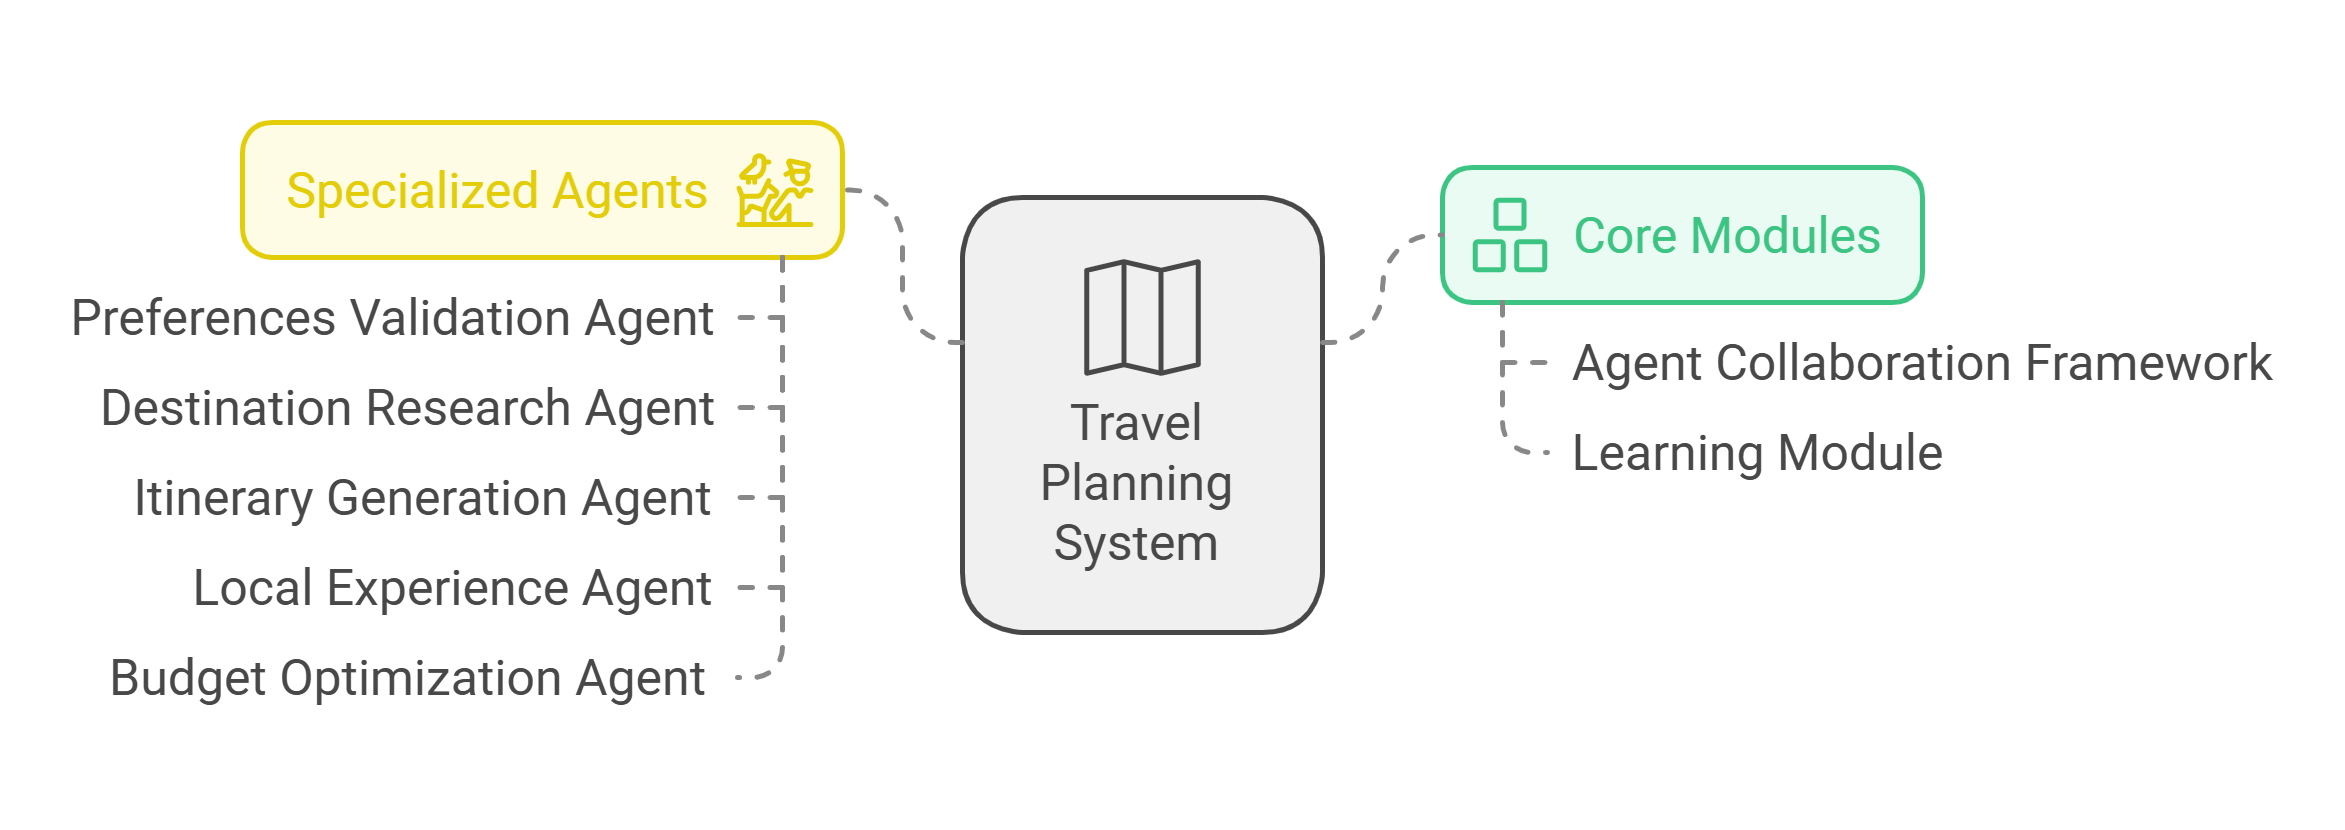 Specialized Agents
Preferences Validation Agent
Destination Research Agent
Itinerary Generation Agent
Local Experience Agent
Budget Optimization Agent
Travel
Planning
System
Core Modules
Agent Collaboration Framework
Learning Module